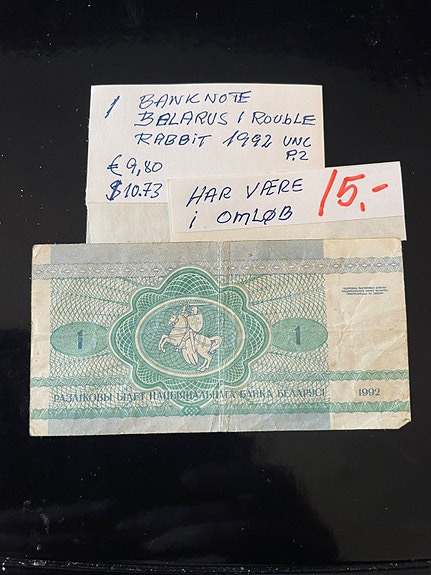 1 BANKNOTE
BELARUS 1 ROUBLE
RABBIT 1992 UNC
P.2
€ 9,80
$ 10.73
HAR VÆRE
i OMLØB
15,-
1
1
РАЗЛІКОВЫ БІЛЕТ НАЦЫЯНАЛЬНАГА БАНКА БЕЛАРУСІ
1992